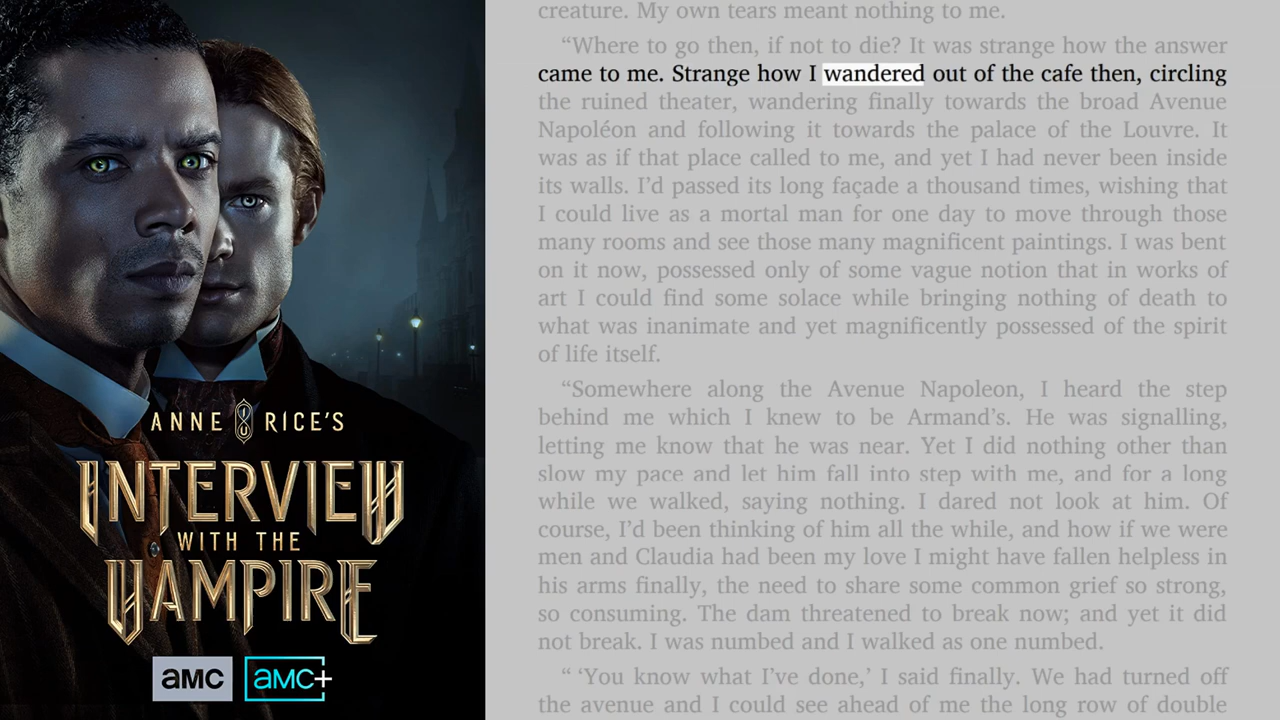 ANNE RICE'S
INTERVIEW
WITH THE
VAMPIRE
aMC
aMC+
creature. My own tears meant nothing to me.
“Where to go then, if not to die? It was strange how the answer
came to me. Strange how I wandered out of the cafe then, circling
the ruined theater, wandering finally towards the broad Avenue
Napoléon and following it towards the palace of the Louvre. It
was as if that place called to me, and yet I had never been inside
its walls. I’d passed its long façade a thousand times, wishing that
I could live as a mortal man for one day to move through those
many rooms and see those many magnificent paintings. I was bent
on it now, possessed only of some vague notion that in works of
art I could find some solace while bringing nothing of death to
what was inanimate and yet magnificently possessed of the spirit
of life itself.
“Somewhere along the Avenue Napoleon, I heard the step
behind me which I knew to be Armand’s. He was signalling,
letting me know that he was near. Yet I did nothing other than
slow my pace and let him fall into step with me, and for a long
while we walked, saying nothing. I dared not look at him. Of
course, I’d been thinking of him all the while, and how if we were
men and Claudia had been my love I might have fallen helpless in
his arms finally, the need to share some common grief so strong,
so consuming. The dam threatened to break now; and yet it did
not break. I was numbed and I walked as one numbed.
“ ‘You know what I’ve done,’ I said finally. We had turned off
the avenue and I could see ahead of me the long row of double